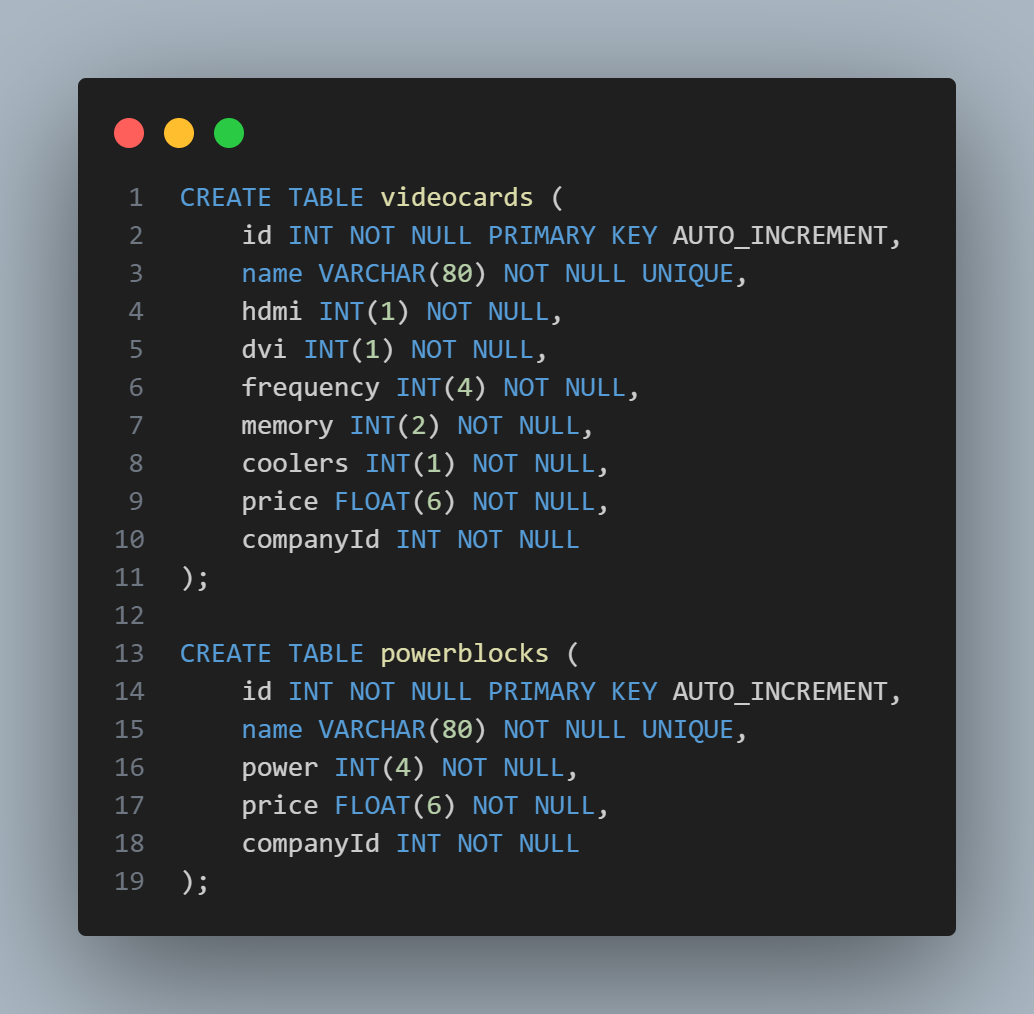 1 CREATE TABLE videocards (
2     id INT NOT NULL PRIMARY KEY AUTO_INCREMENT,
3     name VARCHAR(80) NOT NULL UNIQUE,
4     hdmi INT(1) NOT NULL,
5     dvi INT(1) NOT NULL,
6     frequency INT(4) NOT NULL,
7     memory INT(2) NOT NULL,
8     coolers INT(1) NOT NULL,
9     price FLOAT(6) NOT NULL,
10     companyId INT NOT NULL
11 );
12
13 CREATE TABLE powerblocks (
14     id INT NOT NULL PRIMARY KEY AUTO_INCREMENT,
15     name VARCHAR(80) NOT NULL UNIQUE,
16     power INT(4) NOT NULL,
17     price FLOAT(6) NOT NULL,
18     companyId INT NOT NULL
19 );